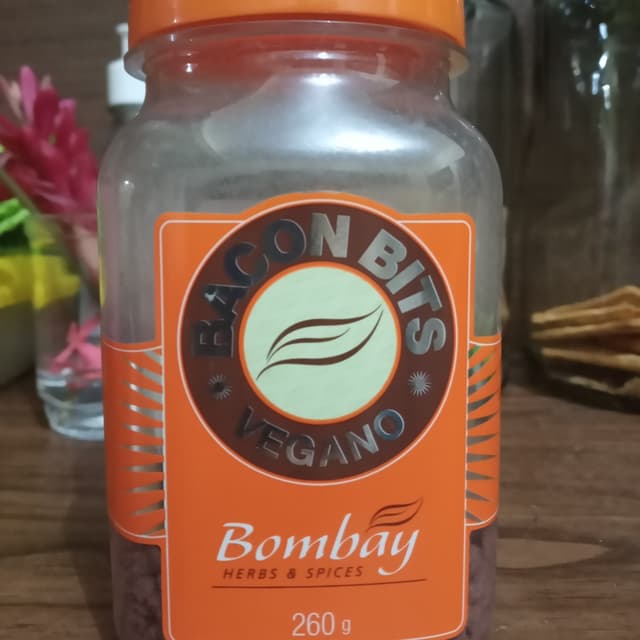 BACON BITS
VEGANO
Bombay
HERBS & SPICES
260 g